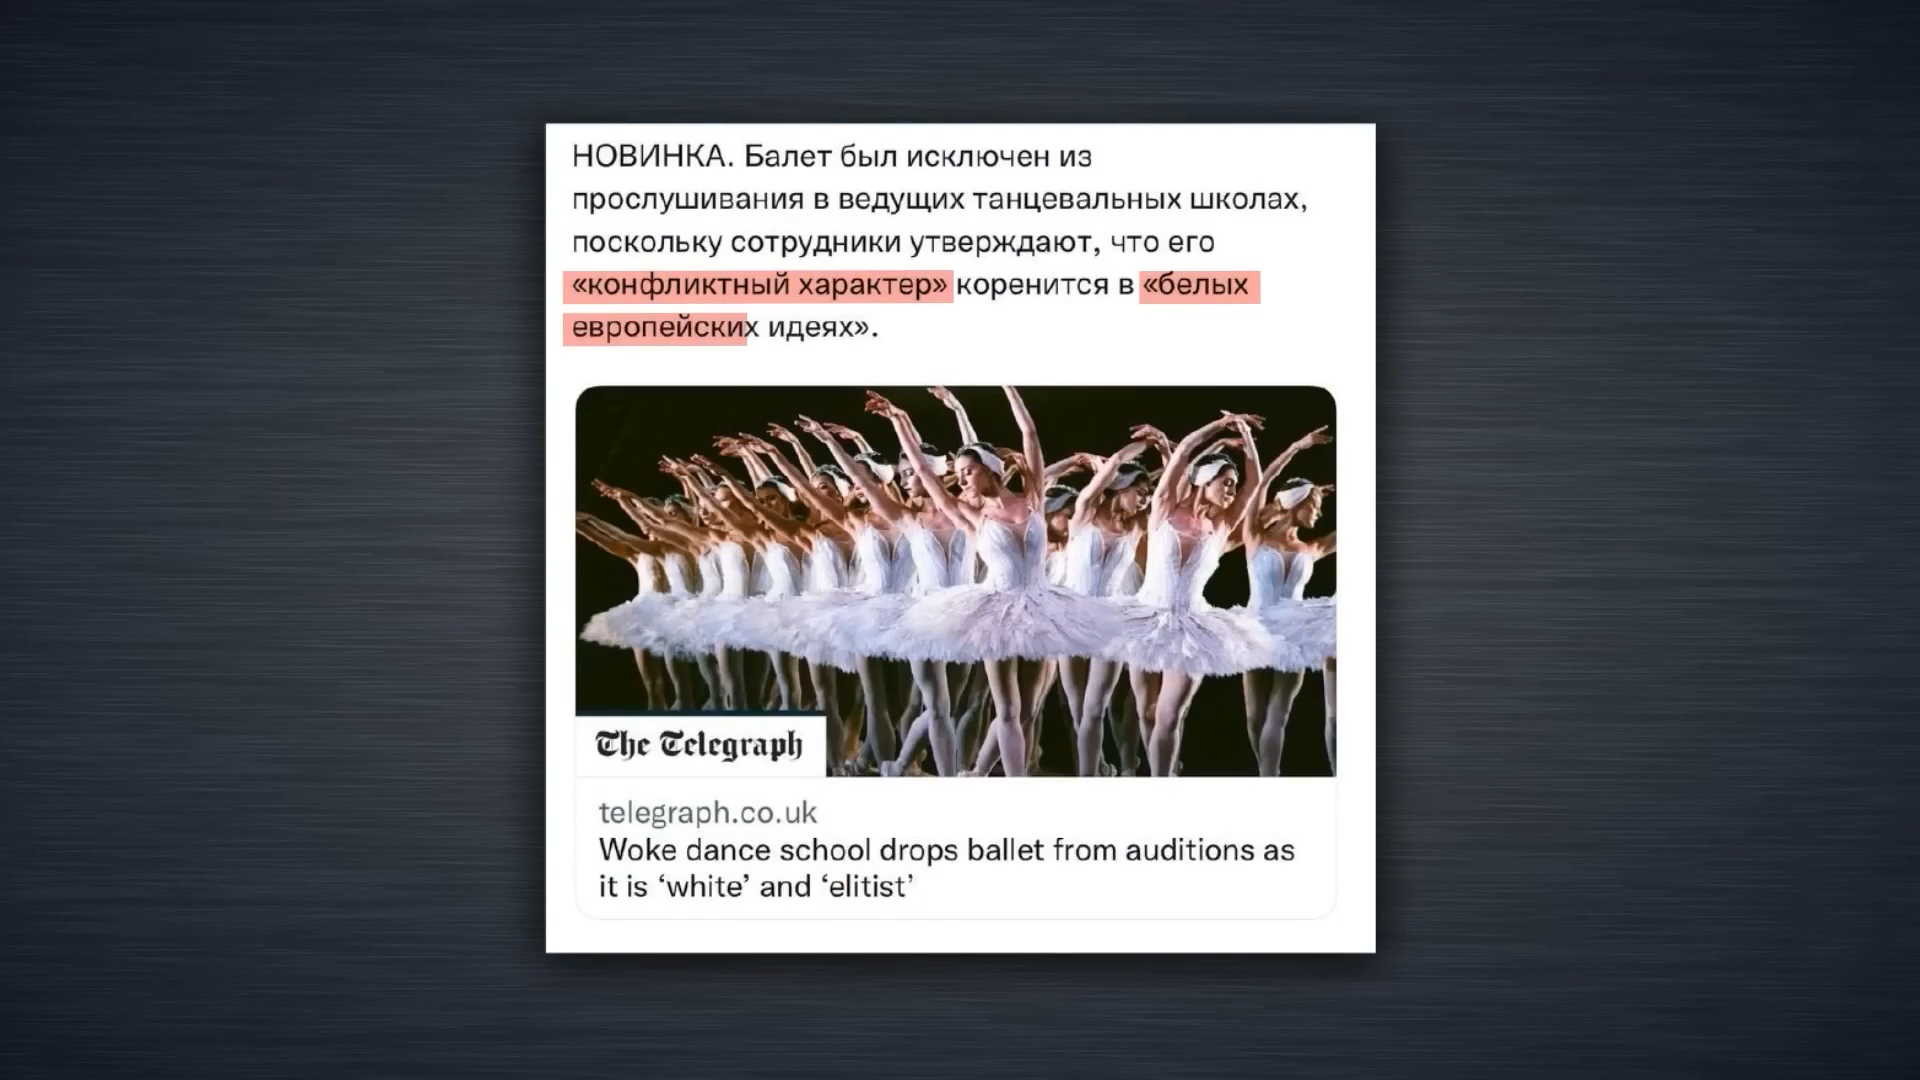 НОВИНКА. Балет был исключен из
прослушивания в ведущих танцевальных школах,
поскольку сотрудники утверждают, что его
«конфликтный характер» коренится в «белых
европейских идеях».
The Telegraph
telegraph.co.uk
Woke dance school drops ballet from auditions as
it is ‘white’ and ‘elitist’